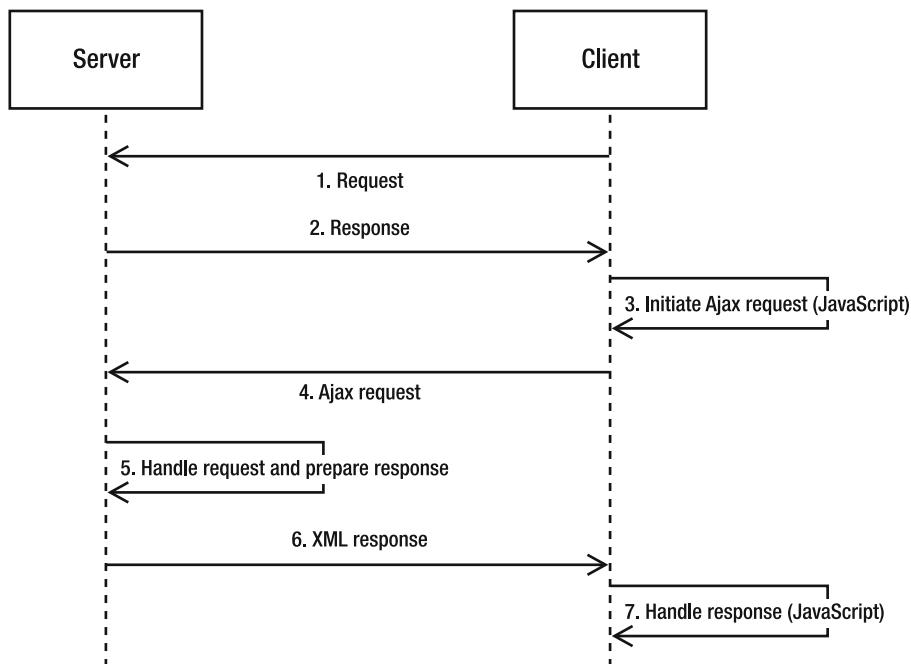 Server
Client
1. Request
2. Response
3. Initiate Ajax request (JavaScript)
4. Ajax request
5. Handle request and prepare response
6. XML response
7. Handle response (JavaScript)